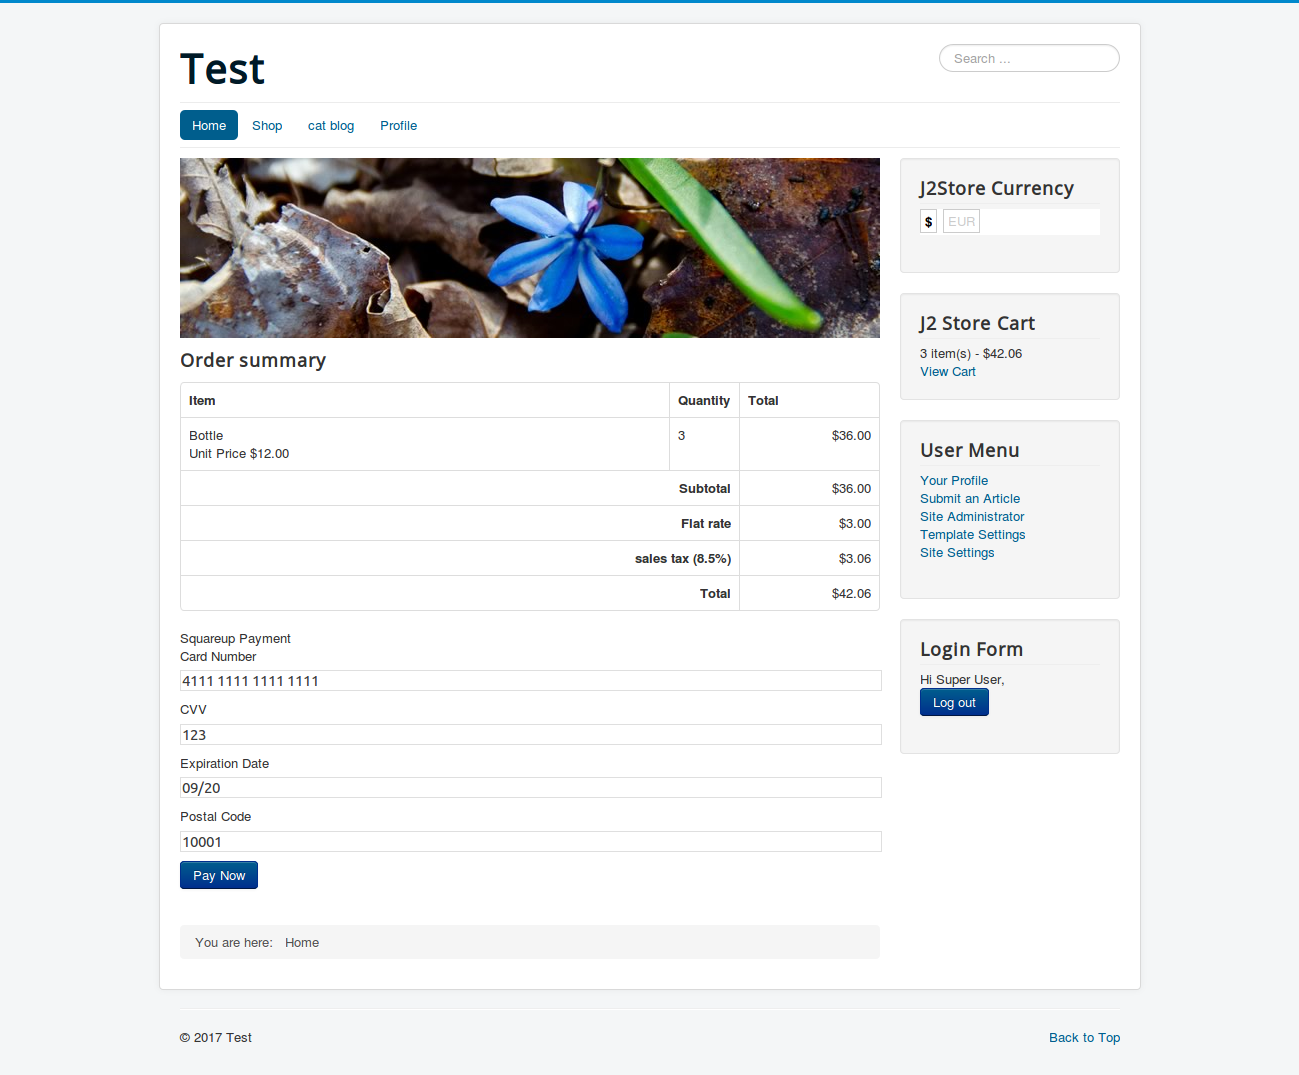 Test
Search ...
Home
Shop
cat blog
Profile
Order summary
Item Quantity Total
Bottle 3 $36.00
Unit Price $12.00
Subtotal $36.00
Flat rate $3.00
sales tax (8.5%) $3.06
Total $42.06
Squareup Payment
Card Number
4111 1111 1111 1111
CVV
123
Expiration Date
09/20
Postal Code
10001
Pay Now
You are here: Home
J2Store Currency
$ EUR
J2 Store Cart
3 item(s) - $42.06
View Cart
User Menu
Your Profile
Submit an Article
Site Administrator
Template Settings
Site Settings
Login Form
Hi Super User,
Log out
© 2017 Test
Back to Top